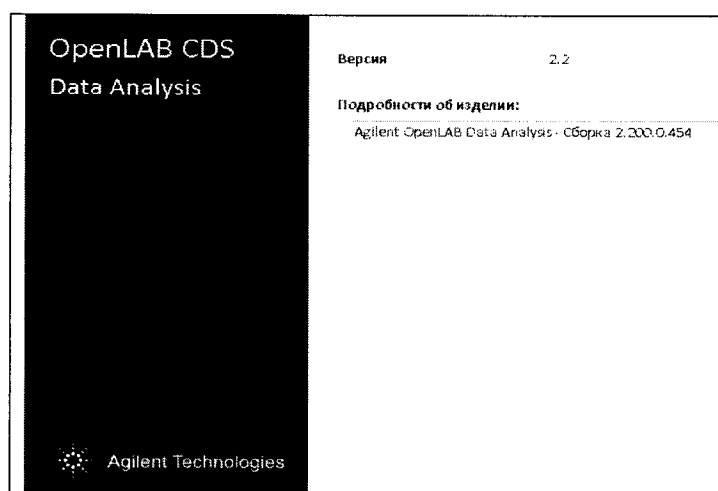 OpenLAB CDS
Data Analysis
Версия 2.2
Подробности об изделии:
Agilent OpenLAB Data Analysis - Сборка 2.200.0.454
Agilent Technologies